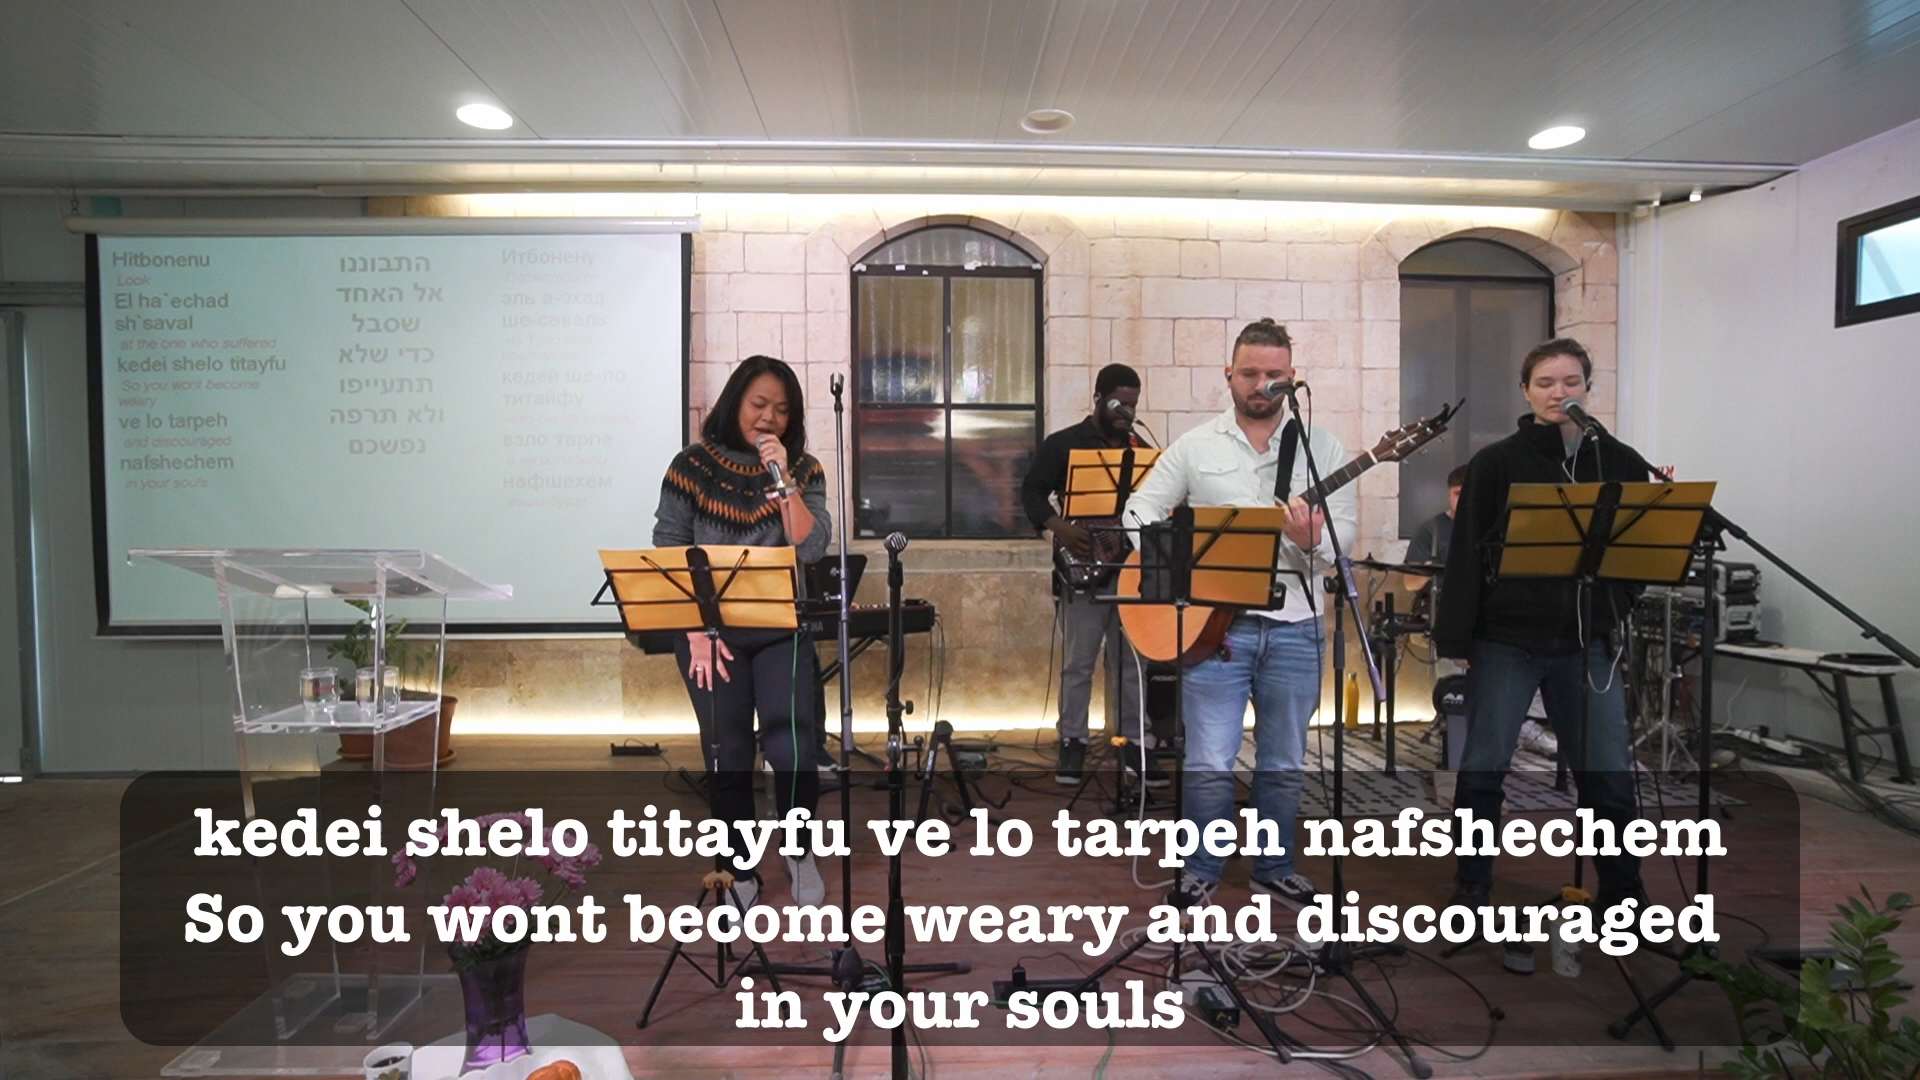 Hitbonenu
Look
El ha`echad
sh`saval
at the one who suffered
kedei shelo titayfu
So you wont become
weary
ve lo tarpeh
and discouraged
nafshechem
in your souls
התבוננו
אל האחד
שסבל
כדי שלא
תתעייפו
ולא תרפה
נפשכם
Итбонену
эль а-эхад
ше-саваль
кедей ше-ло
титайфу
вэло тарпе
нафшехем
kedei shelo titayfu ve lo tarpeh nafshechem
So you wont become weary and discouraged
in your souls